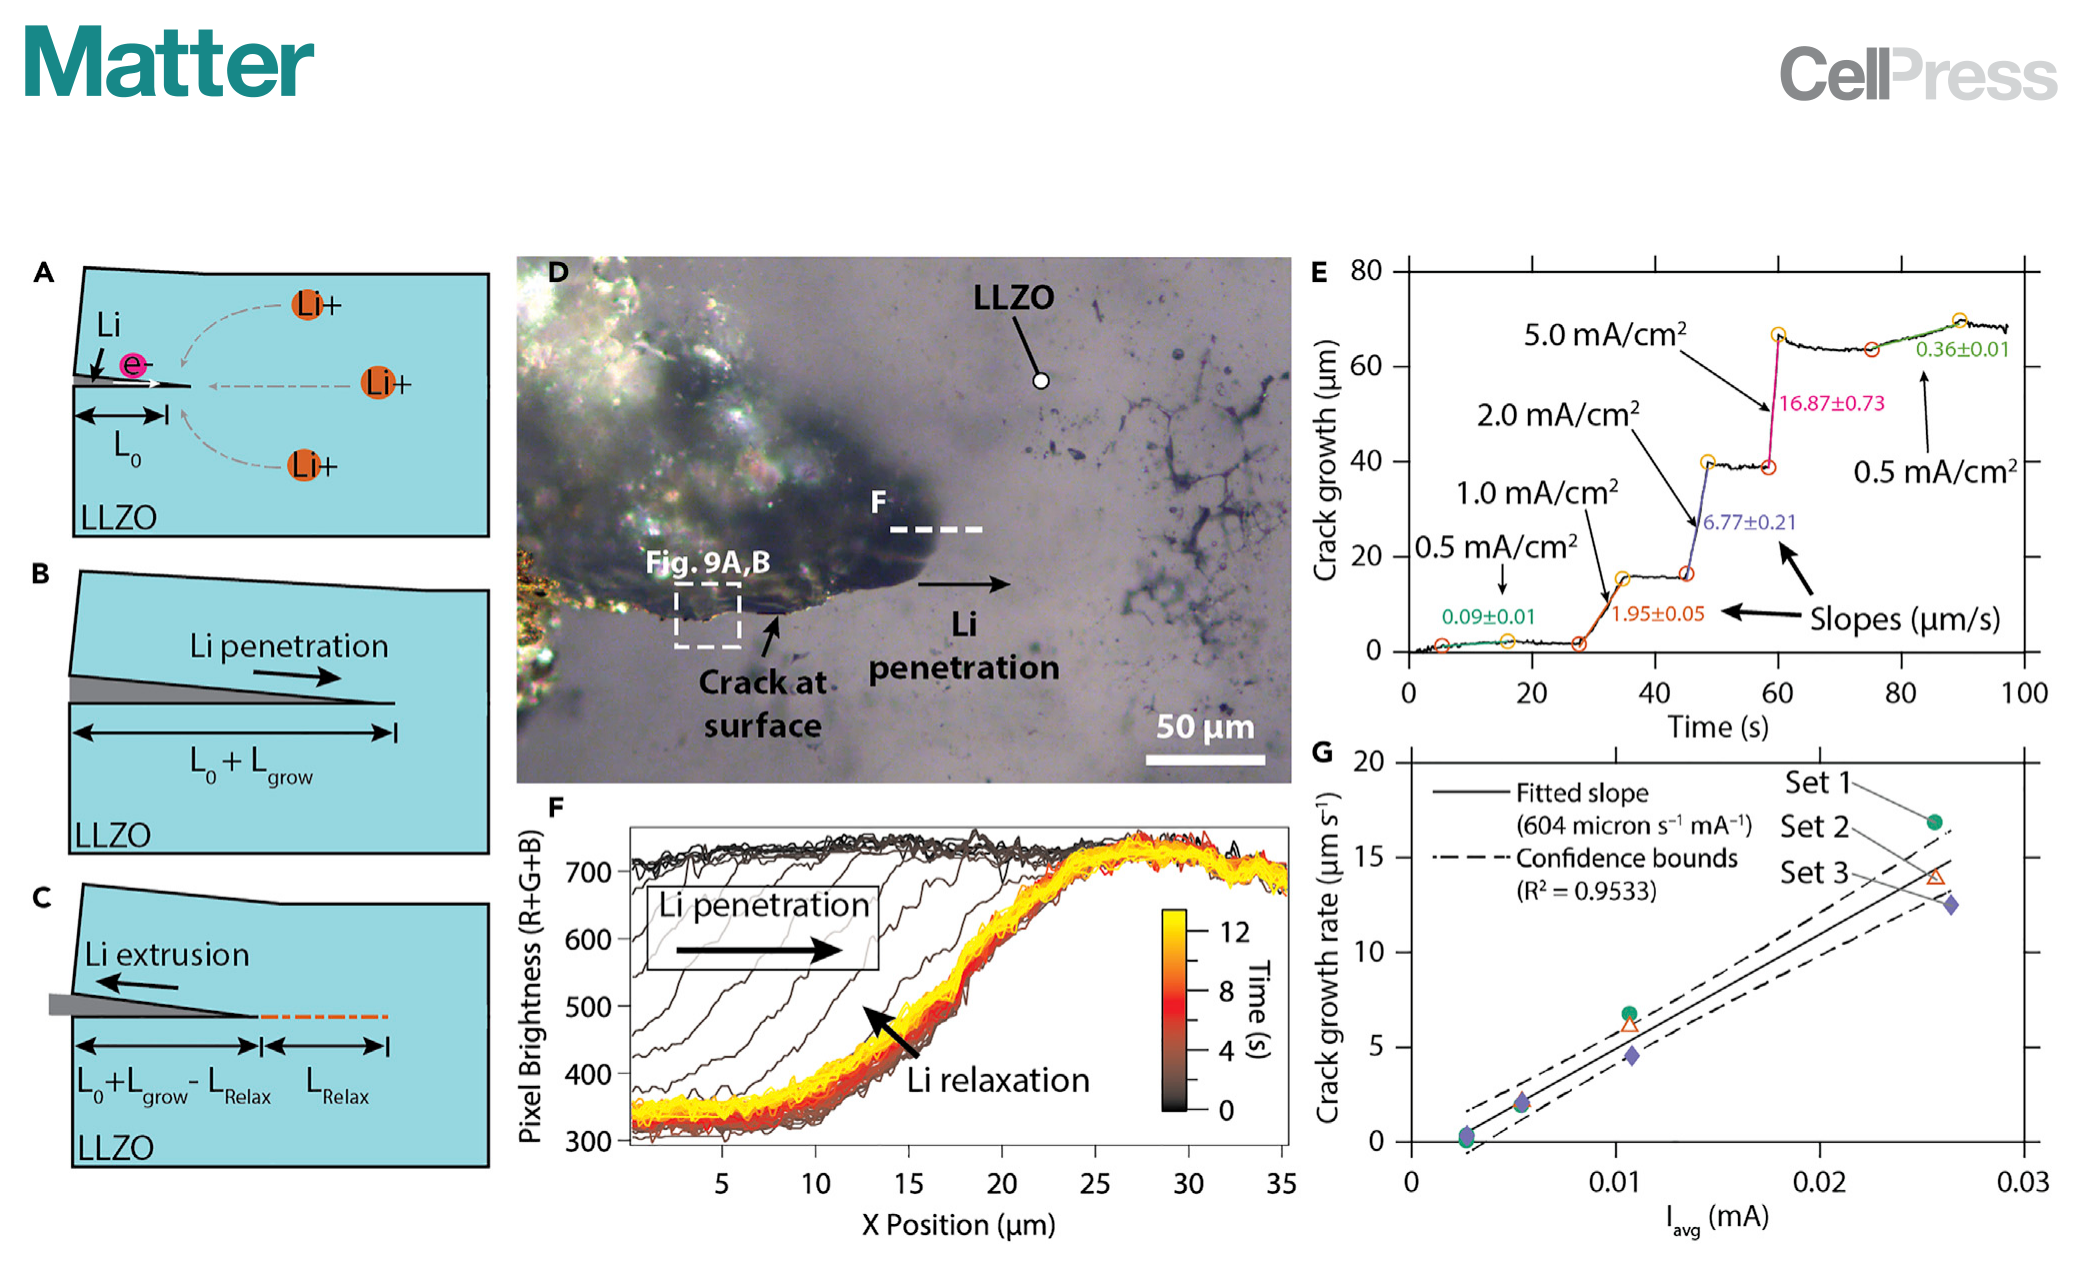 Matter
CellPress
A
Li
e-
Li+
Li+
Li+
L0
LLZO
B
Li penetration
L0 + Lgrow
LLZO
C
Li extrusion
L0+Lgrow- LRelax
LRelax
LLZO
D
LLZO
F
Fig. 9A,B
Li
penetration
Crack at
surface
50 μm
E
Crack growth (μm)
80
60
40
20
0
0
20
40
60
80
100
Time (s)
5.0 mA/cm²
2.0 mA/cm²
1.0 mA/cm²
0.5 mA/cm²
0.5 mA/cm²
0.09±0.01
1.95±0.05
6.77±0.21
16.87±0.73
0.36±0.01
Slopes (μm/s)
F
Pixel Brightness (R+G+B)
700
600
500
400
300
5
10
15
20
25
30
35
X Position (μm)
Li penetration
Li relaxation
12
8
4
0
Time (s)
G
Crack growth rate (μm s⁻¹)
20
15
10
5
0
0
0.01
0.02
0.03
Iavg (mA)
Fitted slope
(604 micron s⁻¹ mA⁻¹)
Confidence bounds
(R² = 0.9533)
Set 1
Set 2
Set 3